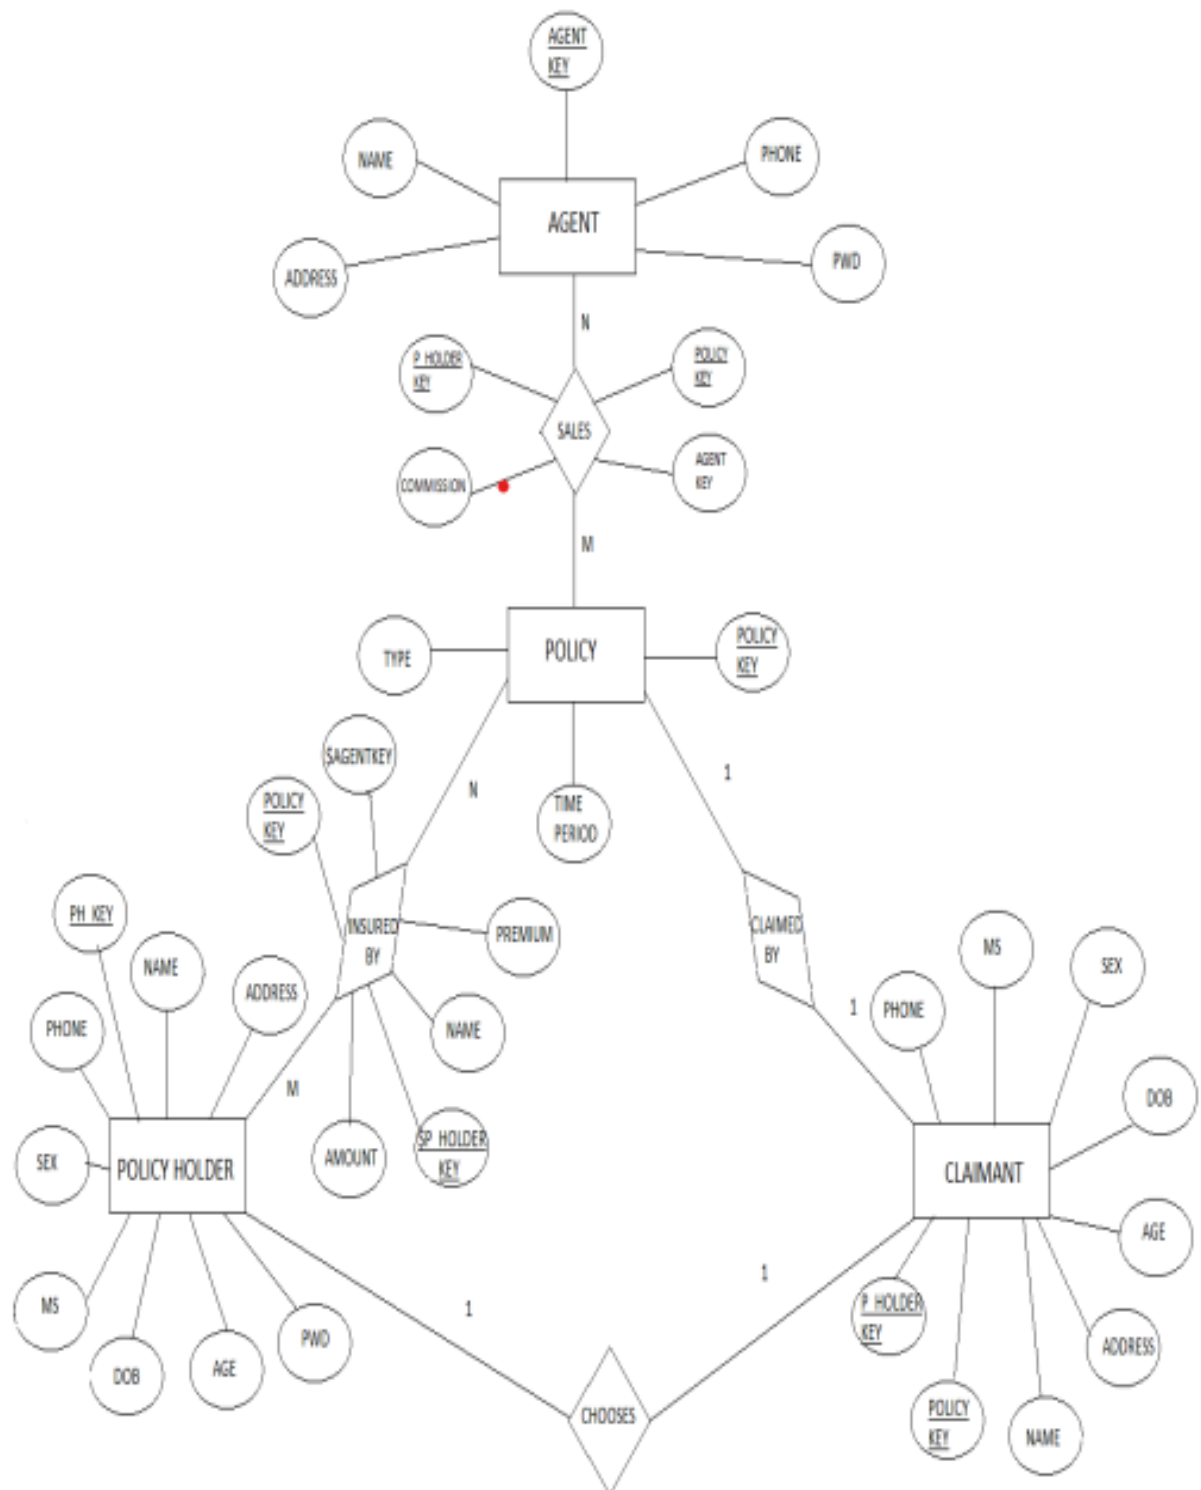 AGENT
KEY
NAME
PHONE
AGENT
ADDRESS
PWD
N
P HOLDER
KEY
POLICY
KEY
SALES
COMMISSION
AGENT
KEY
M
TYPE
POLICY
POLICY
KEY
SAGENTKEY
N
1
POLICY
KEY
TIME
PERIOD
PH KEY
INSURED
BY
PREMIUM
CLAIMED
BY
MS
SEX
NAME
ADDRESS
PHONE
NAME
1
PHONE
M
DOB
AMOUNT
SP HOLDER
KEY
SEX
POLICY HOLDER
CLAIMANT
AGE
MS
DOB
AGE
PWD
1
1
P HOLDER
KEY
ADDRESS
CHOOSES
POLICY
KEY
NAME